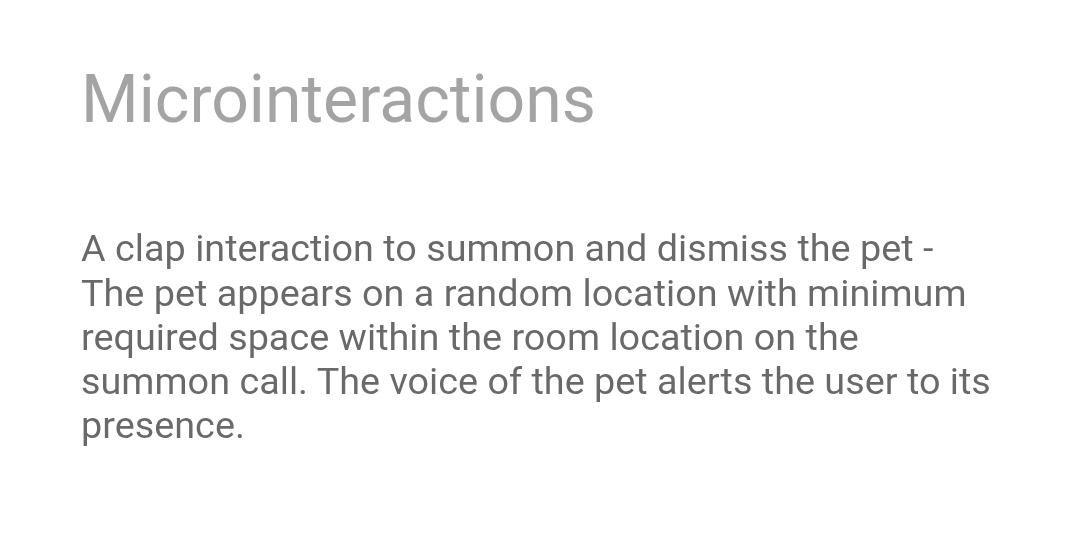 Microinteractions
A clap interaction to summon and dismiss the pet -
The pet appears on a random location with minimum
required space within the room location on the
summon call. The voice of the pet alerts the user to its
presence.